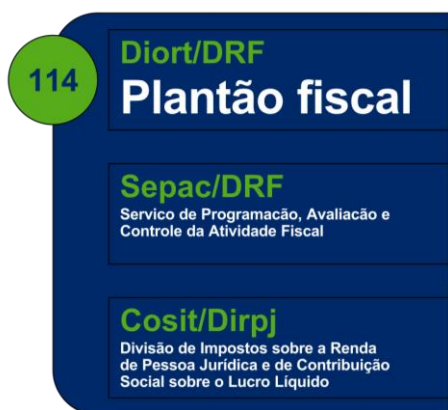 114
Diort/DRF
Plantão fiscal
Sepac/DRF
Servico de Programacão, Avaliacão e
Controle da Atividade Fiscal
Cosit/Dirpj
Divisão de Impostos sobre a Renda
de Pessoa Jurídica e de Contribuição
Social sobre o Lucro Líquido